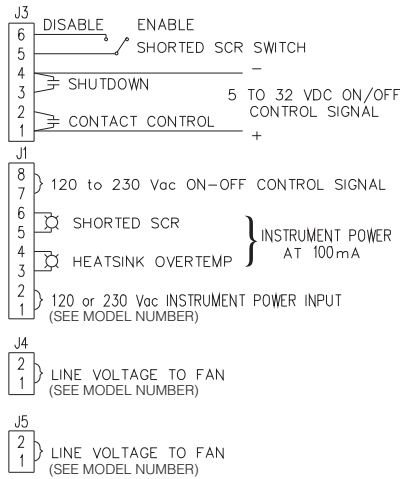 J3
DISABLE ENABLE
6
SHORTED SCR SWITCH
5
4 −
SHUTDOWN
3
5 TO 32 VDC ON/OFF
CONTROL SIGNAL
2
CONTACT CONTROL
1 +
J1
8
120 to 230 Vac ON-OFF CONTROL SIGNAL
7
6
SHORTED SCR
5
INSTRUMENT POWER
AT 100mA
4
HEATSINK OVERTEMP
3
2
120 or 230 Vac INSTRUMENT POWER INPUT
1
(SEE MODEL NUMBER)
J4
2
LINE VOLTAGE TO FAN
1
(SEE MODEL NUMBER)
J5
2
LINE VOLTAGE TO FAN
1
(SEE MODEL NUMBER)